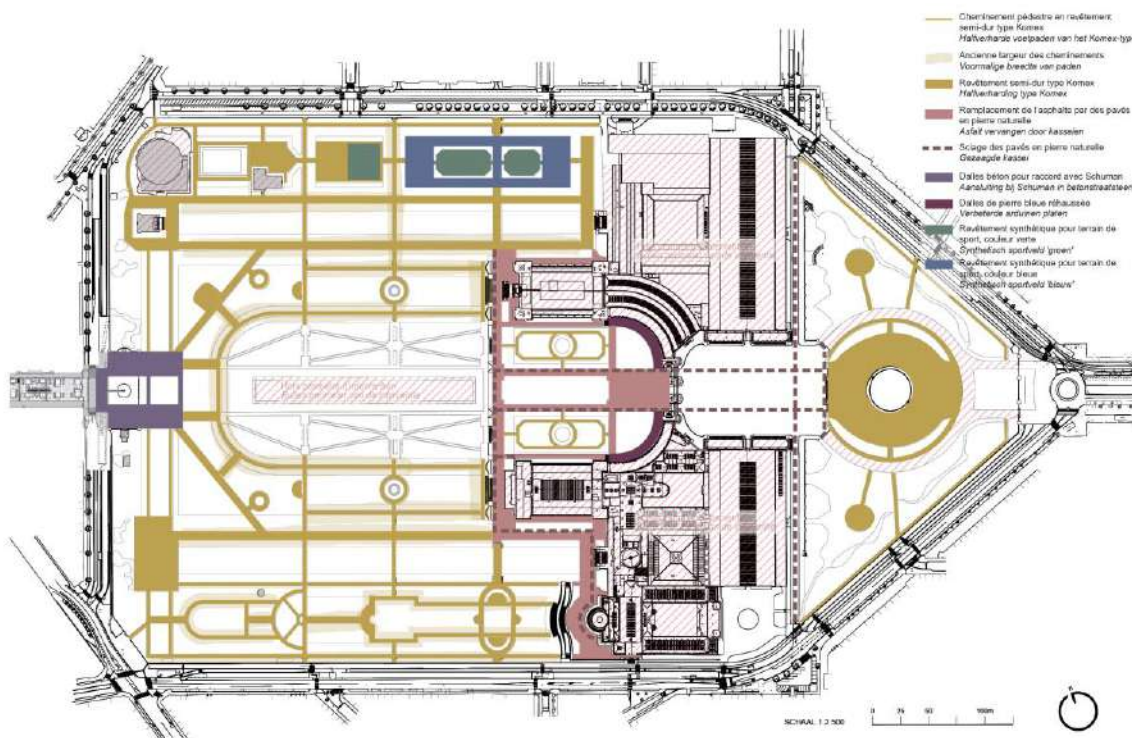 Cheminement pédestre en revêtement
semi-dur type Komex
Halfverharde voetpaden van het Komex-type
Ancienne largeur des cheminements
Voormalige breedte van paden
Revêtement semi-dur type Komex
Halfverharding type Komex
Remplacement de l'asphalte par des pavés
en pierre naturelle
Asfalt vervangen door kasseien
Sciage des pavés en pierre naturelle
Gezaagde kassei
Dalles béton pour raccord avec Schuman
Aansluiting bij Schuman in betonstraatsteen
Dalles de pierre bleue réhaussée
Verbeterde arduinen platen
Revêtement synthétique pour terrain de
sport, couleur verte
Synthetisch sportveld 'groen'
Revêtement synthétique pour terrain de
sport, couleur bleue
Synthetisch sportveld 'blauw'
Hors périmètre d'intervention
SCHAAL 1:2 500
0 25 50 100m